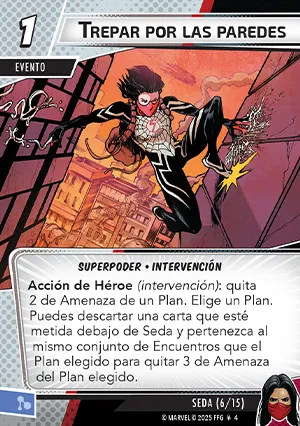 1
TREPAR POR LAS PAREDES
EVENTO
SUPERPODER • INTERVENCIÓN
Acción de Héroe (intervención): quita
2 de Amenaza de un Plan. Elige un Plan.
Puedes descartar una carta que esté
metida debajo de Seda y pertenezca al
mismo conjunto de Encuentros que el
Plan elegido para quitar 3 de Amenaza
del Plan elegido.
SEDA (6/15)
© MARVEL © 2025 FFG 4